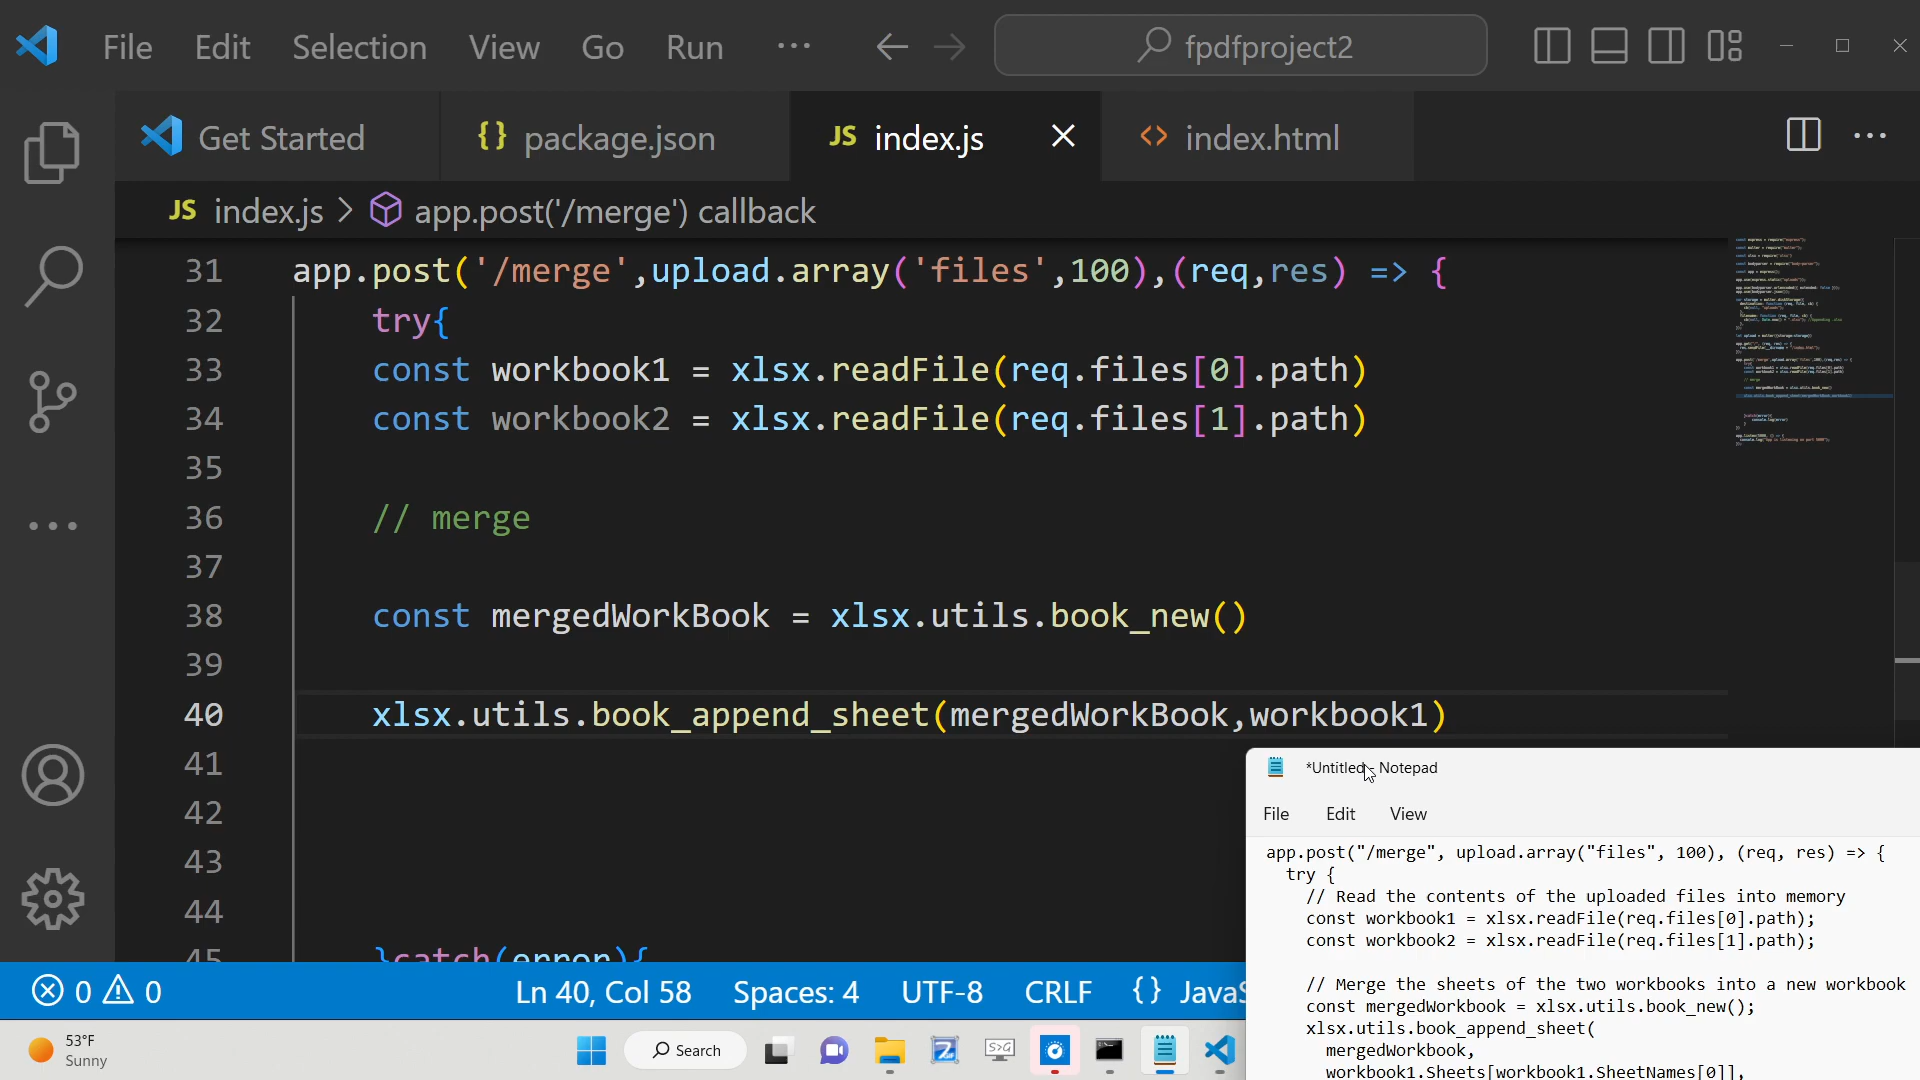 File Edit Selection View Go Run ··· fpdfproject2
Get Started {} package.json JS index.js <> index.html
JS index.js > app.post('/merge') callback
31 app.post('/merge',upload.array('files',100),(req,res) => {
32 try{
33 const workbook1 = xlsx.readFile(req.files[0].path)
34 const workbook2 = xlsx.readFile(req.files[1].path)
35
36 // merge
37
38 const mergedWorkBook = xlsx.utils.book_new()
39
40 xlsx.utils.book_append_sheet(mergedWorkBook,workbook1)
41
42
43
44
45 }catch(error){
*Untitled - Notepad
File Edit View
app.post("/merge", upload.array("files", 100), (req, res) => {
try {
// Read the contents of the uploaded files into memory
const workbook1 = xlsx.readFile(req.files[0].path);
const workbook2 = xlsx.readFile(req.files[1].path);
// Merge the sheets of the two workbooks into a new workbook
const mergedWorkbook = xlsx.utils.book_new();
xlsx.utils.book_append_sheet(
mergedWorkbook,
workbook1.Sheets[workbook1.SheetNames[0]],
0 0 Ln 40, Col 58 Spaces: 4 UTF-8 CRLF {} JavaS
53°F
Sunny
Search